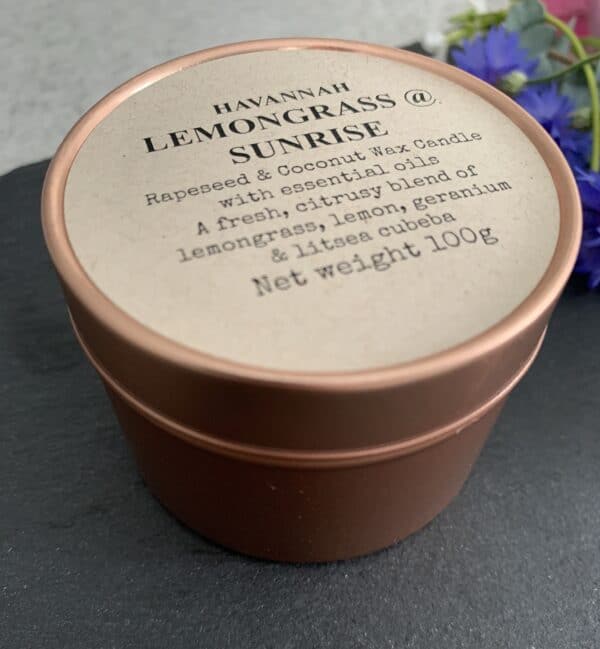 HAVANNAH
LEMONGRASS @
SUNRISE
Rapeseed & Coconut Wax Candle
with essential oils
A fresh, citrusy blend of
lemongrass, lemon, geranium
& litsea cubeba
Net weight 100g